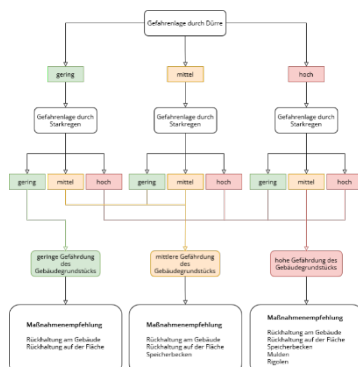 Gefahrenlage durch Dürre
gering
mittel
hoch
Gefahrenlage durch
Starkregen
Gefahrenlage durch
Starkregen
Gefahrenlage durch
Starkregen
gering
mittel
hoch
gering
mittel
hoch
gering
mittel
hoch
geringe Gefährdung
des
Gebäudegrundstücks
mittlere Gefährdung
des
Gebäudegrundstücks
hohe Gefährdung des
Gebäudegrundstücks
Maßnahmenempfehlung
Rückhaltung am Gebäude
Rückhaltung auf der Fläche
Maßnahmenempfehlung
Rückhaltung am Gebäude
Rückhaltung auf der Fläche
Speicherbecken
Maßnahmenempfehlung
Rückhaltung am Gebäude
Rückhaltung auf der Fläche
Speicherbecken
Mulden
Rigolen